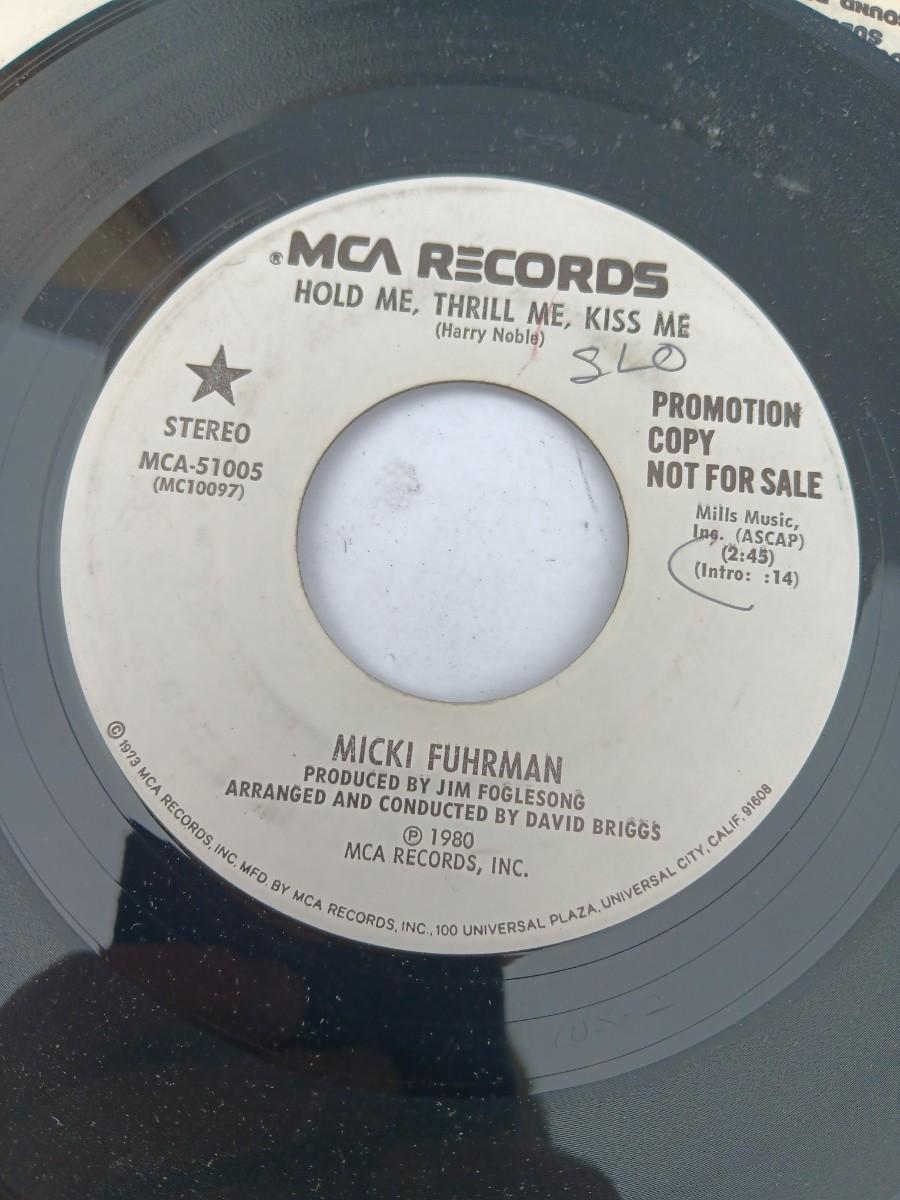 ® MCA RECORDS
HOLD ME, THRILL ME, KISS ME
(Harry Noble)
SLO
STEREO
MCA-51005
(MC10097)
PROMOTION
COPY
NOT FOR SALE
Mills Music,
Inc. (ASCAP)
(2:45)
(Intro: :14)
MICKI FUHRMAN
PRODUCED BY JIM FOGLESONG
ARRANGED AND CONDUCTED BY DAVID BRIGGS
℗ 1980
MCA RECORDS, INC.
© 1973 MCA RECORDS, INC. MFD. BY MCA RECORDS, INC., 100 UNIVERSAL PLAZA, UNIVERSAL CITY, CALIF. 91608